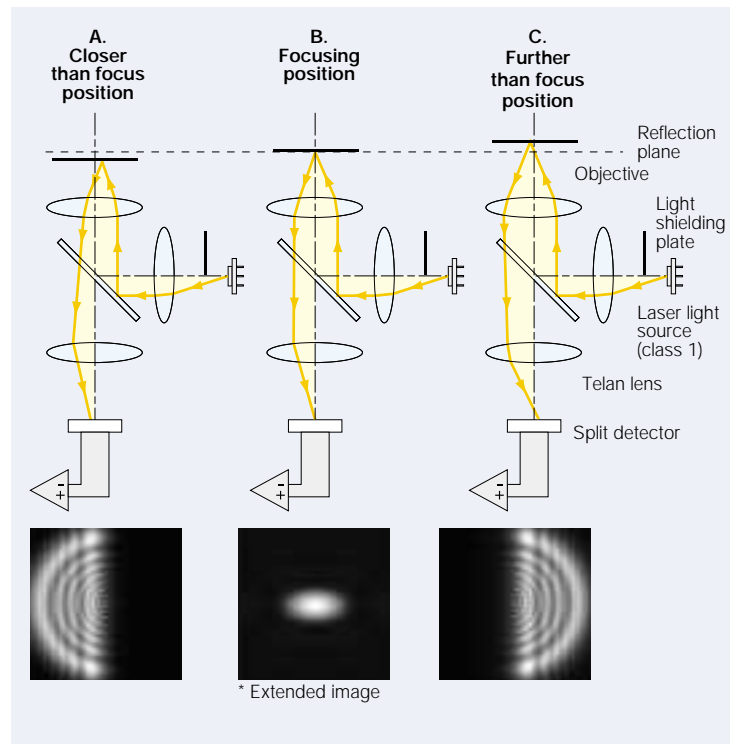 A.
Closer
than focus
position
B.
Focusing
position
C.
Further
than focus
position
Reflection
plane
Objective
Light
shielding
plate
Laser light
source
(class 1)
Telan lens
Split detector
-
+
-
+
-
+
* Extended image